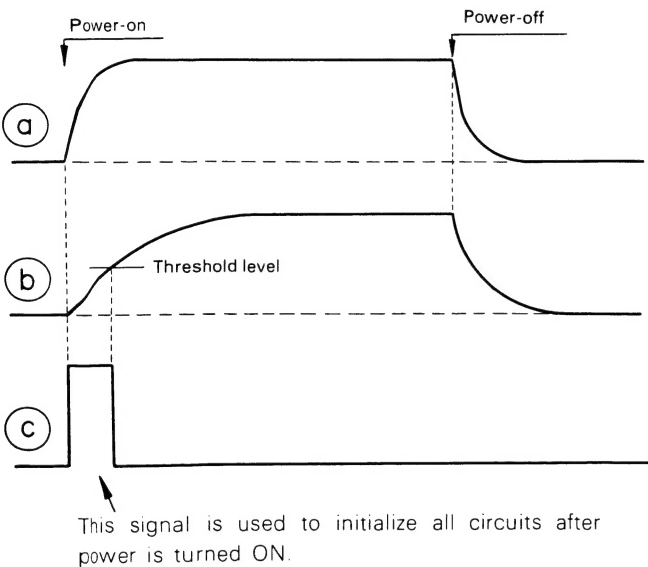 Power-on
Power-off
a
b
Threshold level
c
This signal is used to initialize all circuits after
power is turned ON.